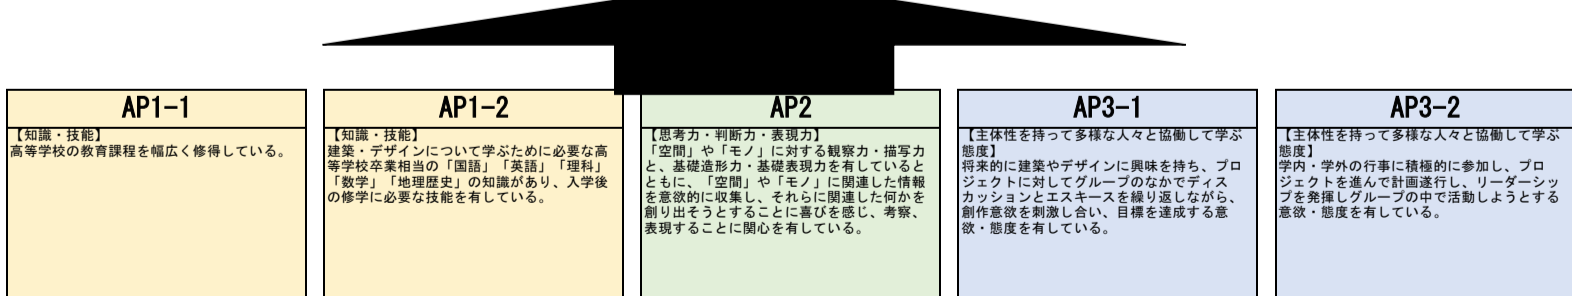 AP1-1
【知識・技能】
高等学校の教育課程を幅広く修得している。
AP1-2
【知識・技能】
建築・デザインについて学ぶために必要な高
等学校卒業相当の「国語」「英語」「理科」
「数学」「地理歴史」の知識があり、入学後
の修学に必要な技能を有している。
AP2
【思考力・判断力・表現力】
「空間」や「モノ」に対する観察力・描写力
と、基礎造形力・基礎表現力を有していると
ともに、「空間」や「モノ」に関連した情報
を意欲的に収集し、それらに関連した何かを
創り出そうとすることに喜びを感じ、考察、
表現することに関心を有している。
AP3-1
【主体性を持って多様な人々と協働して学ぶ
態度】
将来的に建築やデザインに興味を持ち、プロ
ジェクトに対してグループのなかでディス
カッションとエスキースを繰り返しながら、
創作意欲を刺激し合い、目標を達成する意
欲・態度を有している。
AP3-2
【主体性を持って多様な人々と協働して学ぶ
態度】
学内・学外の行事に積極的に参加し、プロ
ジェクトを進んで計画遂行し、リーダーシッ
プを発揮しグループの中で活動しようとする
意欲・態度を有している。